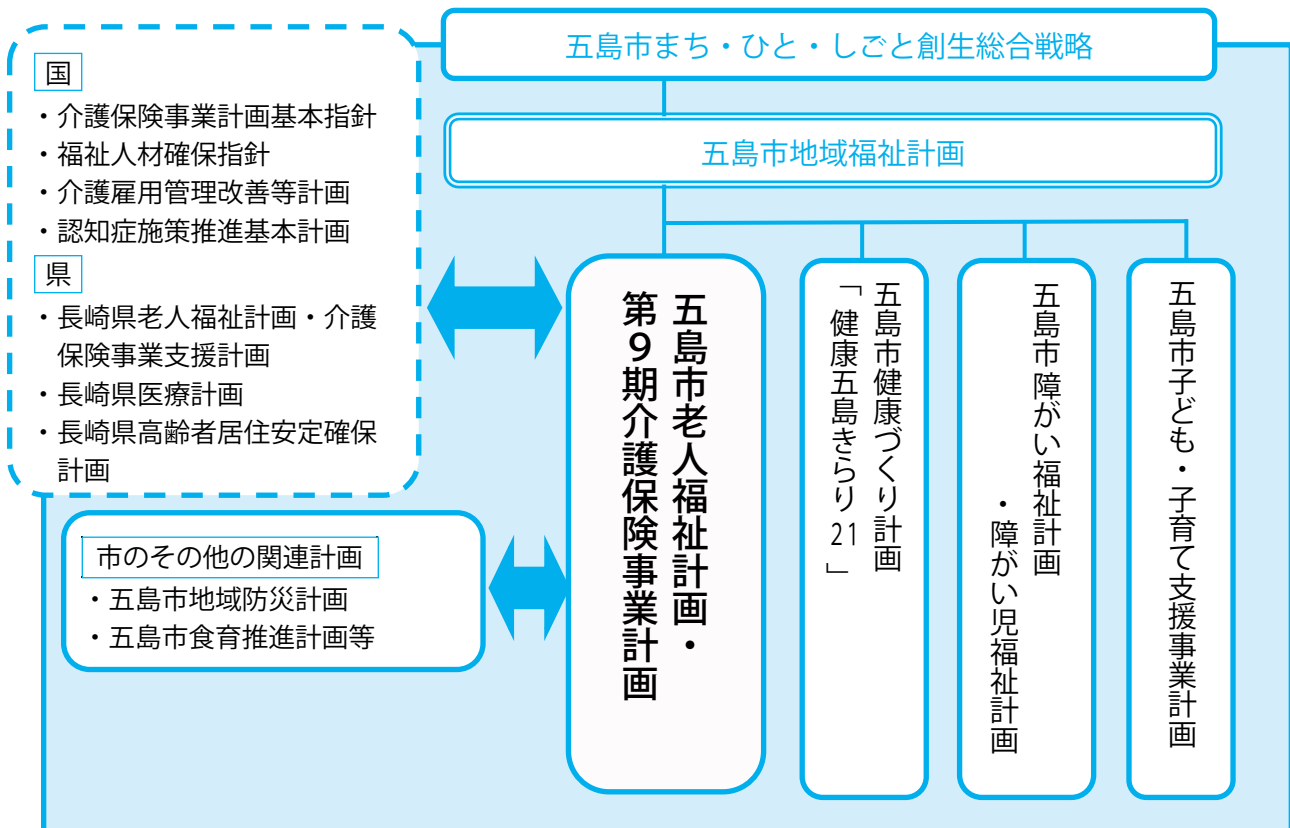 五島市まち・ひと・しごと創生総合戦略
国
・介護保険事業計画基本指針
・福祉人材確保指針
・介護雇用管理改善等計画
・認知症施策推進基本計画
県
・長崎県老人福祉計画・介護
保険事業支援計画
・長崎県医療計画
・長崎県高齢者居住安定確保
計画
五島市地域福祉計画
市のその他の関連計画
・五島市地域防災計画
・五島市食育推進計画等
五島市老人福祉計画・
第９期介護保険事業計画
五島市健康づくり計画
「健康五島きらり21」
五島市障がい福祉計画
・障がい児福祉計画
五島市子ども・子育て支援事業計画